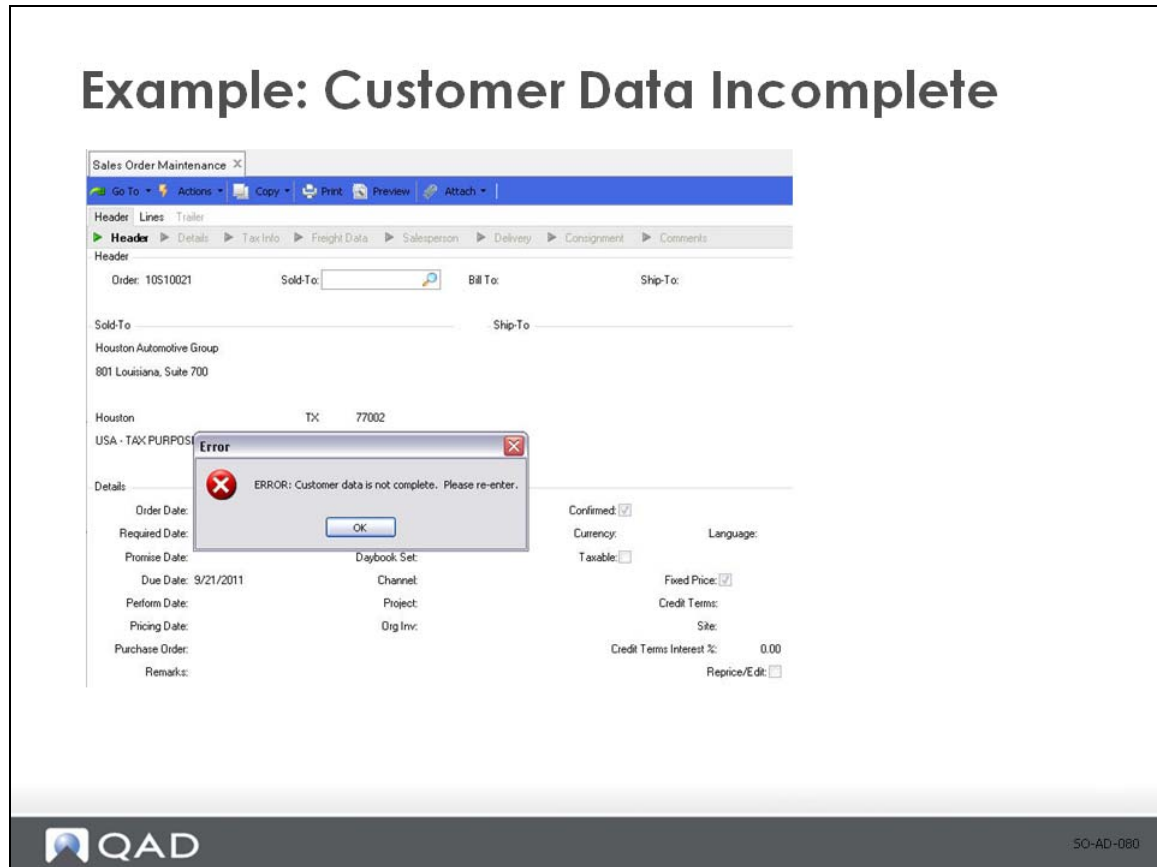 Example: Customer Data Incomplete
Sales Order Maintenance X
Go To Actions Copy Print Preview Attach
Header Lines Trailer
Header Details Tax Info Freight Data Salesperson Delivery Consignment Comments
Header
Order: 10S10021 Sold-To: Bill To: Ship-To:
Sold-To Ship-To
Houston Automotive Group
801 Louisiana, Suite 700
Houston TX 77002
USA - TAX PURPOS
Error
ERROR: Customer data is not complete. Please re-enter.
OK
Details
Order Date: Confirmed:
Required Date: Currency: Language:
Promise Date: Daybook Set: Taxable:
Due Date: 9/21/2011 Channel: Fixed Price:
Perform Date: Project: Credit Terms:
Pricing Date: Org Inv: Site:
Purchase Order: Credit Terms Interest %: 0.00
Remarks: Reprice/Edit:
QAD
SO-AD-080